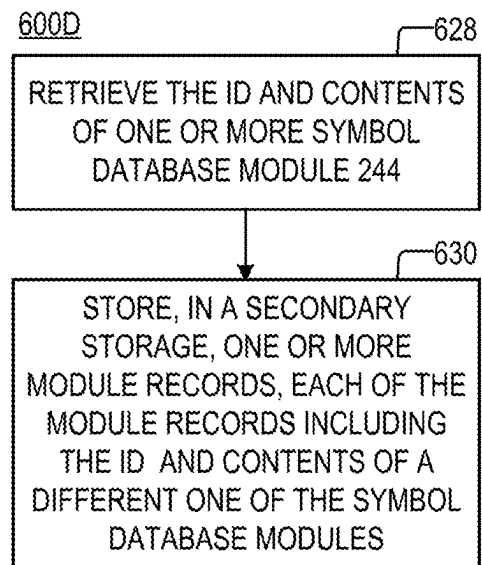 600D
628
RETRIEVE THE ID AND CONTENTS
OF ONE OR MORE SYMBOL
DATABASE MODULE 244
630
STORE, IN A SECONDARY
STORAGE, ONE OR MORE
MODULE RECORDS, EACH OF THE
MODULE RECORDS INCLUDING
THE ID AND CONTENTS OF A
DIFFERENT ONE OF THE SYMBOL
DATABASE MODULES